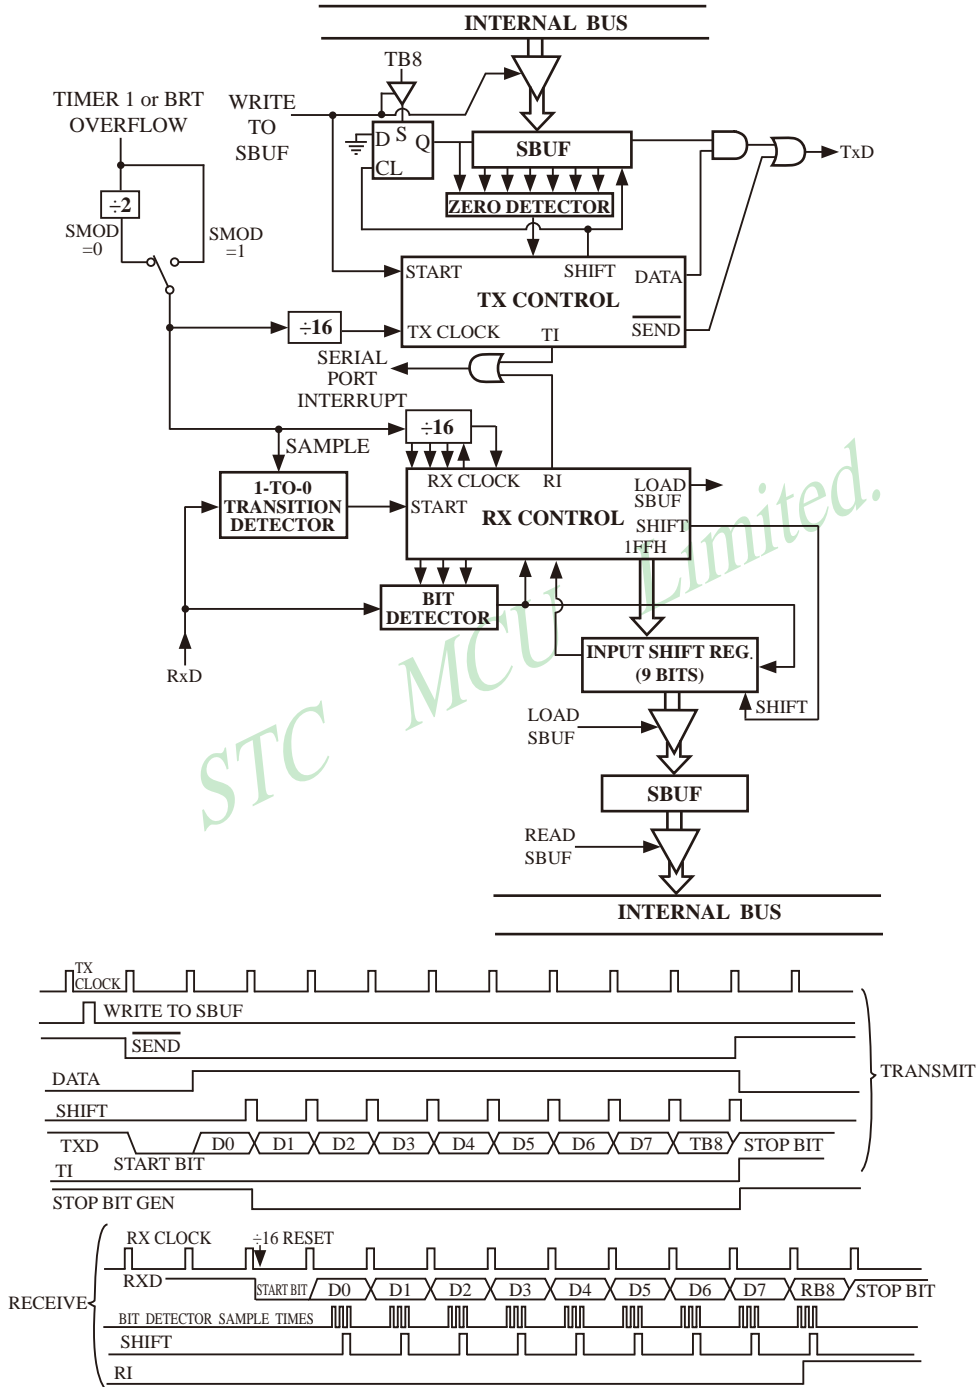 INTERNAL BUS
TB8
TIMER 1 or BRT
OVERFLOW
WRITE
TO
SBUF
D S Q
CL
SBUF
TxD
÷2
ZERO DETECTOR
SMOD
=0
SMOD
=1
START
SHIFT
DATA
TX CONTROL
÷16
TX CLOCK
TI
SEND
SERIAL
PORT
INTERRUPT
÷16
SAMPLE
1-TO-0
TRANSITION
DETECTOR
RX CLOCK
RI
LOAD
SBUF
START
RX CONTROL
SHIFT
1FFH
BIT
DETECTOR
RxD
INPUT SHIFT REG.
(9 BITS)
SHIFT
LOAD
SBUF
SBUF
READ
SBUF
INTERNAL BUS
STC MCU Limited.
TX
CLOCK
WRITE TO SBUF
SEND
DATA
TRANSMIT
SHIFT
TXD
START BIT
D0 D1 D2 D3 D4 D5 D6 D7 TB8 STOP BIT
TI
STOP BIT GEN
RX CLOCK
÷16 RESET
RXD
START BIT D0 D1 D2 D3 D4 D5 D6 D7 RB8 STOP BIT
RECEIVE
BIT DETECTOR SAMPLE TIMES
SHIFT
RI